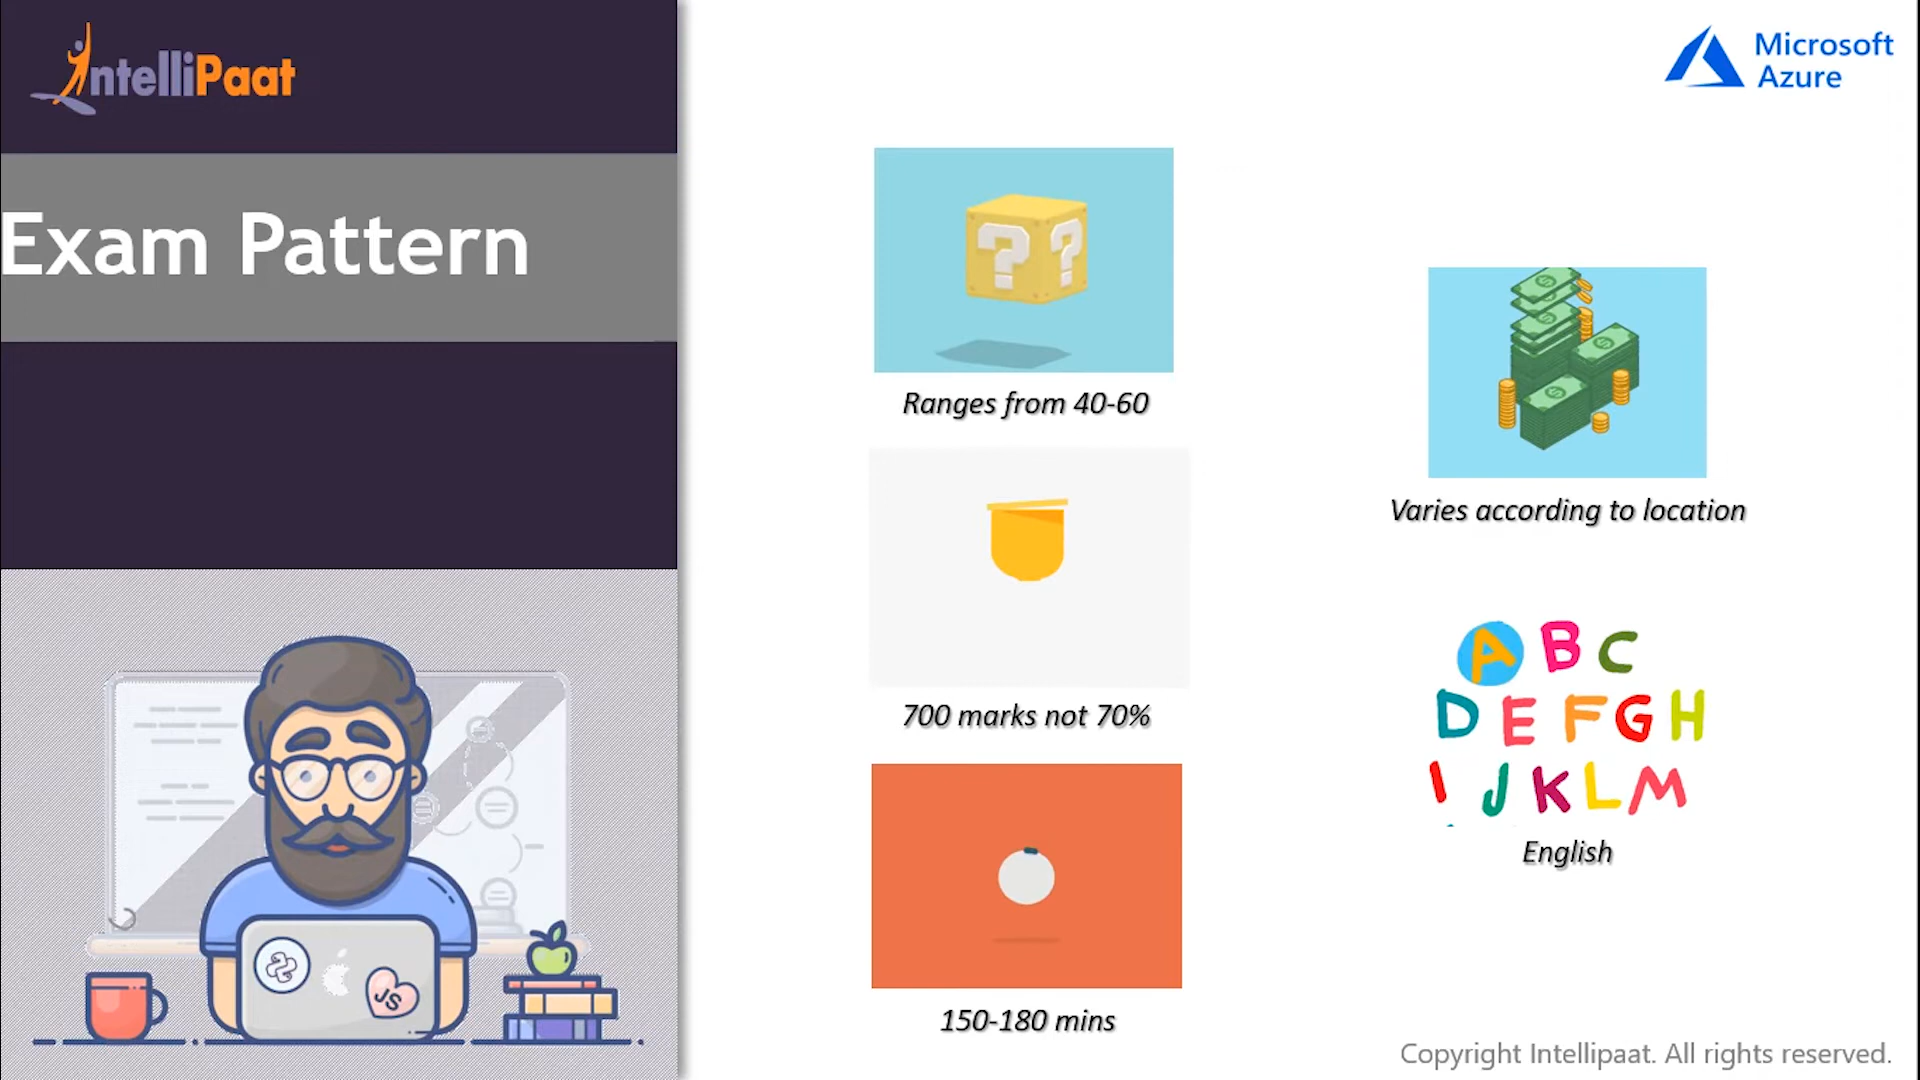 IntelliPaat
Microsoft
Azure
Exam Pattern
? ?
Ranges from 40-60
Varies according to location
700 marks not 70%
A B C
D E F G H
I J K L M
English
JS
150-180 mins
Copyright Intellipaat. All rights reserved.